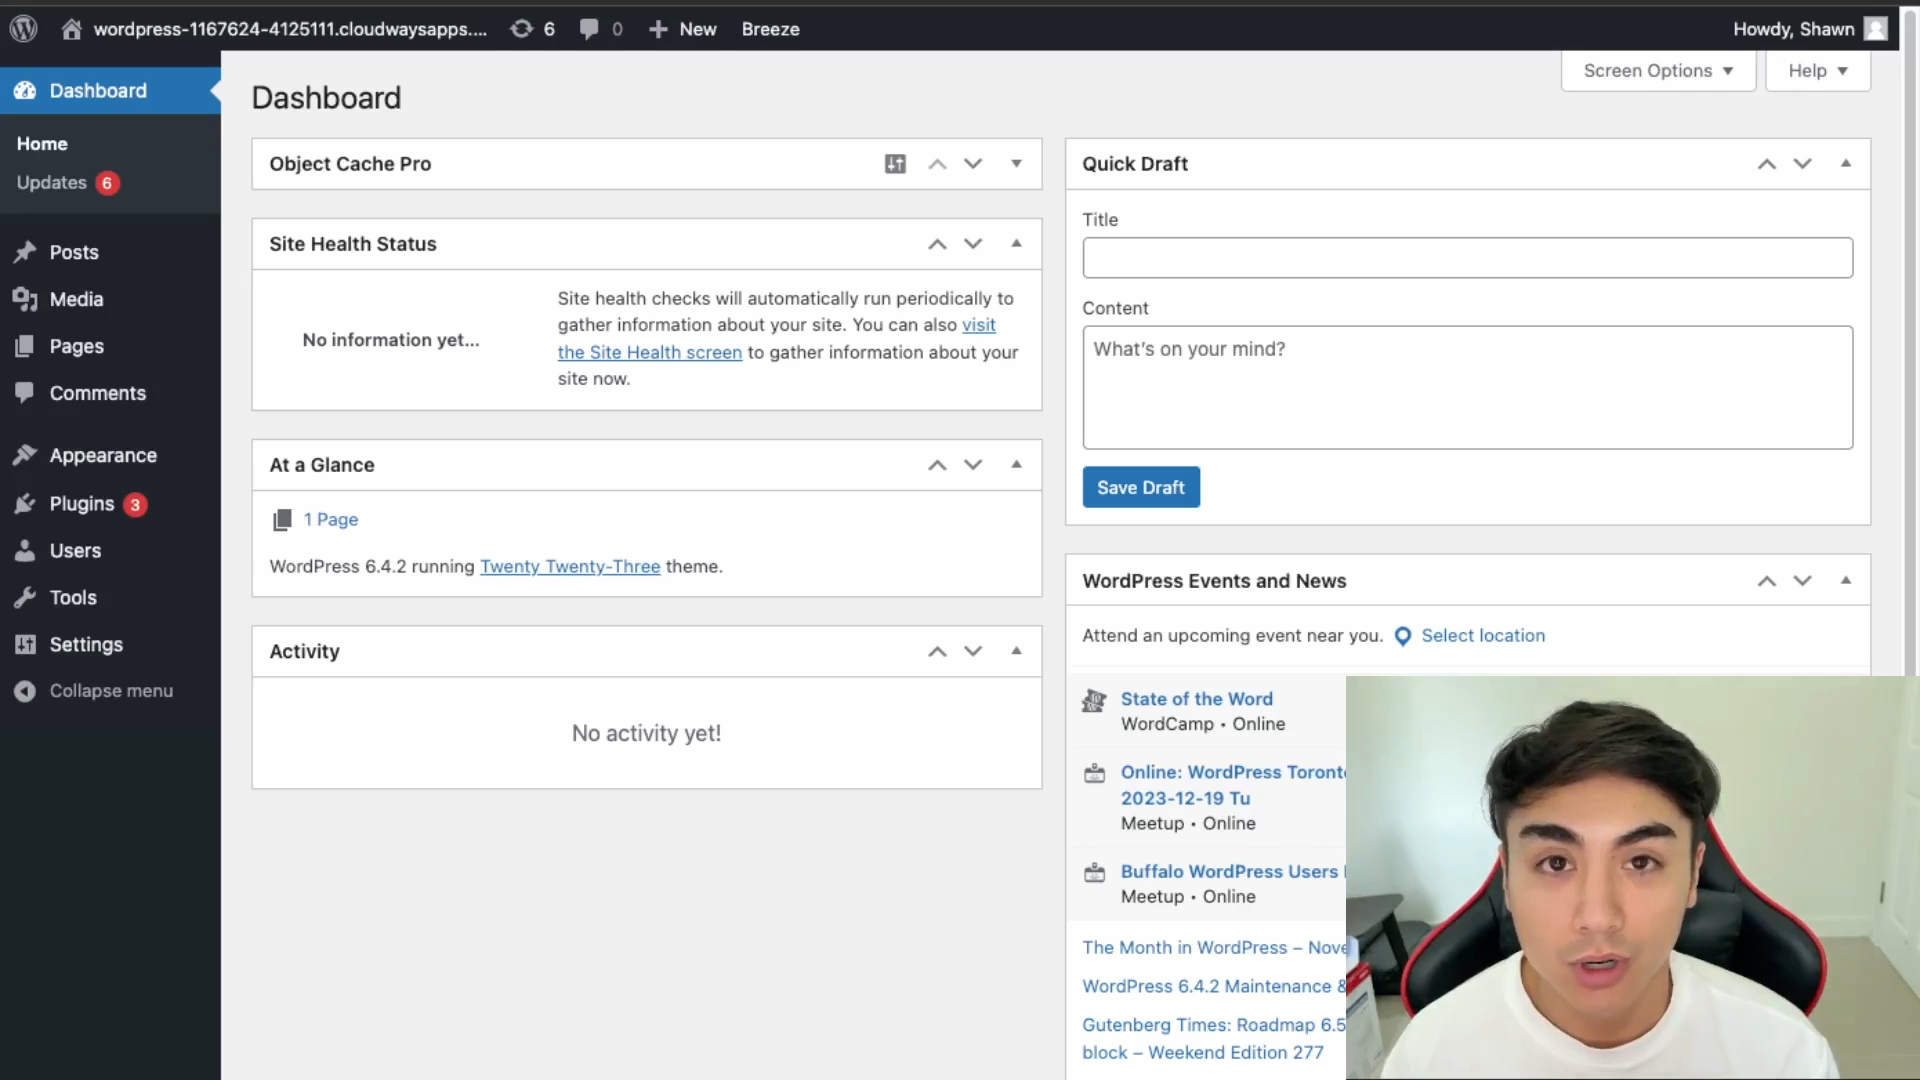 wordpress-1167624-4125111.cloudwaysapps.... 6 0 New Breeze Howdy, Shawn
Screen Options Help
Dashboard
Home
Updates 6
Posts
Media
Pages
Comments
Appearance
Plugins 3
Users
Tools
Settings
Collapse menu
Dashboard
Object Cache Pro
Site Health Status
No information yet...
Site health checks will automatically run periodically to
gather information about your site. You can also visit
the Site Health screen to gather information about your
site now.
At a Glance
1 Page
WordPress 6.4.2 running Twenty Twenty-Three theme.
Activity
No activity yet!
Quick Draft
Title
Content
What's on your mind?
Save Draft
WordPress Events and News
Attend an upcoming event near you. Select location
State of the Word
WordCamp • Online
Online: WordPress Toronto
2023-12-19 Tu
Meetup • Online
Buffalo WordPress Users
Meetup • Online
The Month in WordPress – Nove
WordPress 6.4.2 Maintenance &
Gutenberg Times: Roadmap 6.5
block – Weekend Edition 277